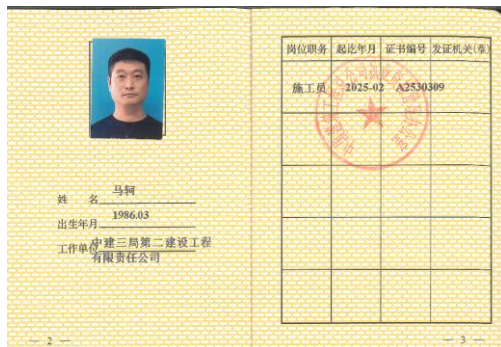 姓 名 马轲
出生年月 1986.03
工作单位 中建三局第二建设工程
有限责任公司
— 2 —
岗位职务 起讫年月 证书编号 发证机关(章)
施工员 2025-02 A2530309
— 3 —